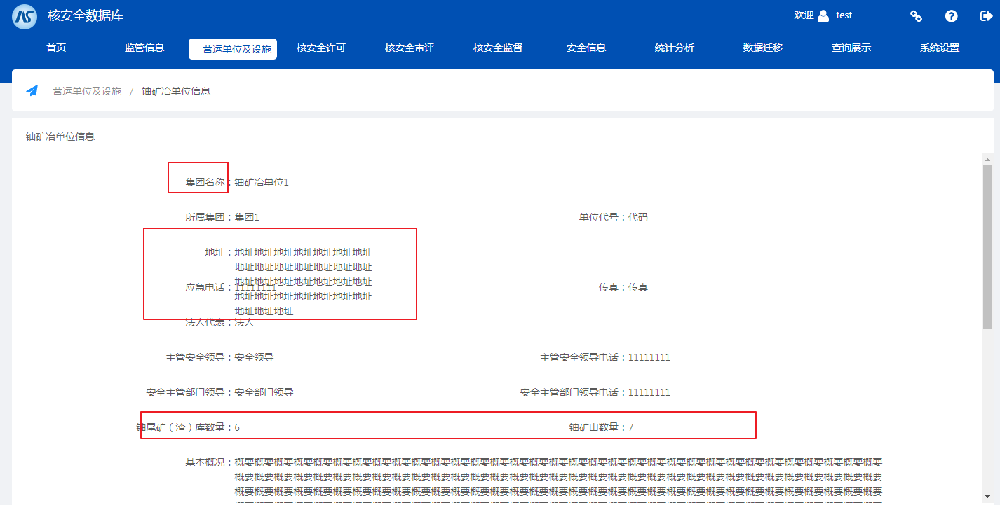 核安全数据库
欢迎 test
首页 监管信息 营运单位及设施 核安全许可 核安全审评 核安全监督 安全信息 统计分析 数据迁移 查询展示 系统设置
营运单位及设施 / 铀矿冶单位信息
铀矿冶单位信息
集团名称：铀矿冶单位1
所属集团：集团1 单位代号：代码
地址：地址地址地址地址地址地址地址
地址地址地址地址地址地址地址
地址地址地址地址地址地址地址
应急电话：11111111 传真：传真
地址地址地址地址地址地址地址
地址地址地址
法人代表：法人
主管安全领导：安全领导 主管安全领导电话：11111111
安全主管部门领导：安全部门领导 安全主管部门领导电话：11111111
铀尾矿（渣）库数量：6 铀矿山数量：7
基本概况：概要概要概要概要概要概要概要概要概要概要概要概要概要概要概要概要概要概要概要概要概要概要概要概要概要概要概要概要概要概要概要概要概要
概要概要概要概要概要概要概要概要概要概要概要概要概要概要概要概要概要概要概要概要概要概要概要概要概要概要概要概要概要概要概要概要概要
概要概要概要概要概要概要概要概要概要概要概要概要概要概要概要概要概要概要概要概要概要概要概要概要概要概要概要概要概要概要概要概要概要